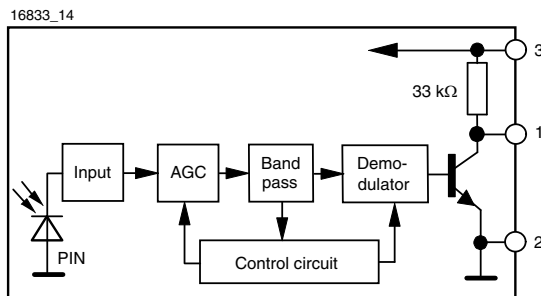 16833_14
3
33 kΩ
1
Input
AGC
Band
pass
Demo-
dulator
2
PIN
Control circuit